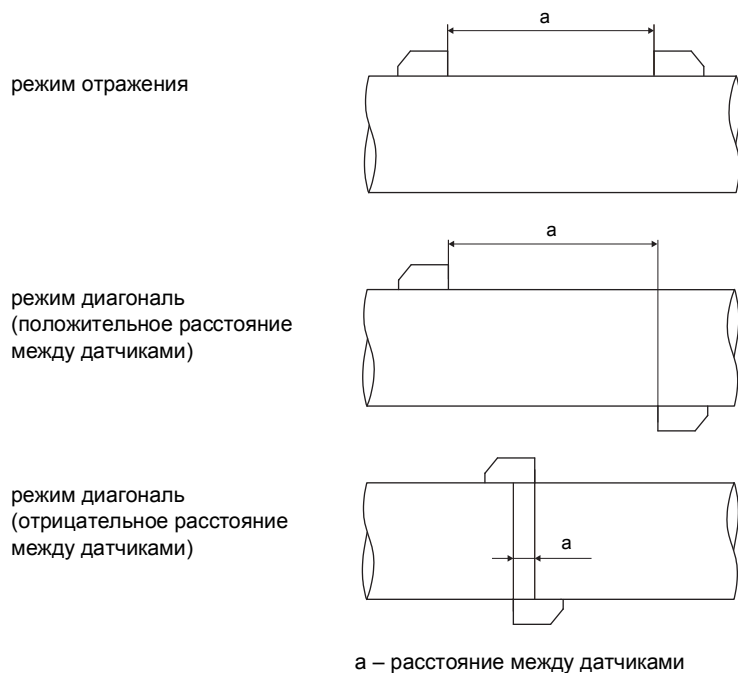 a
режим отражения
a
режим диагональ
(положительное расстояние
между датчиками)
режим диагональ
(отрицательное расстояние
между датчиками)
a
a – расстояние между датчиками